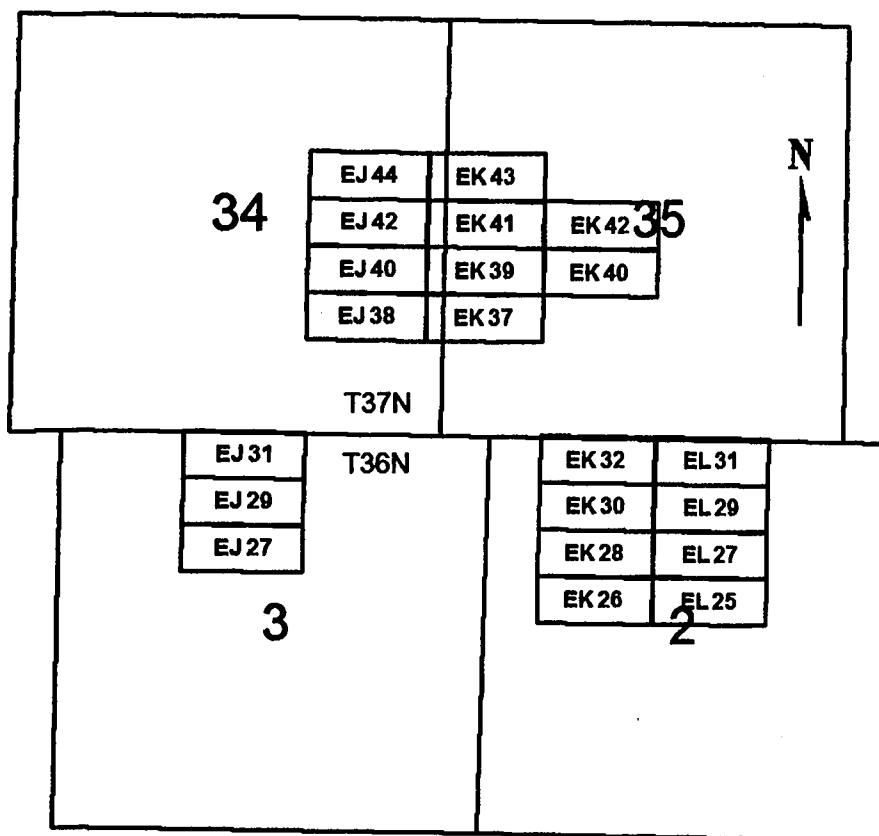 N
EJ 44 EK 43
34 EJ 42 EK 41 EK 42 35
EJ 40 EK 39 EK 40
EJ 38 EK 37
T37N
EJ 31 T36N EK 32 EL 31
EJ 29 EK 30 EL 29
EJ 27 EK 28 EL 27
EK 26 EL 25
3 2